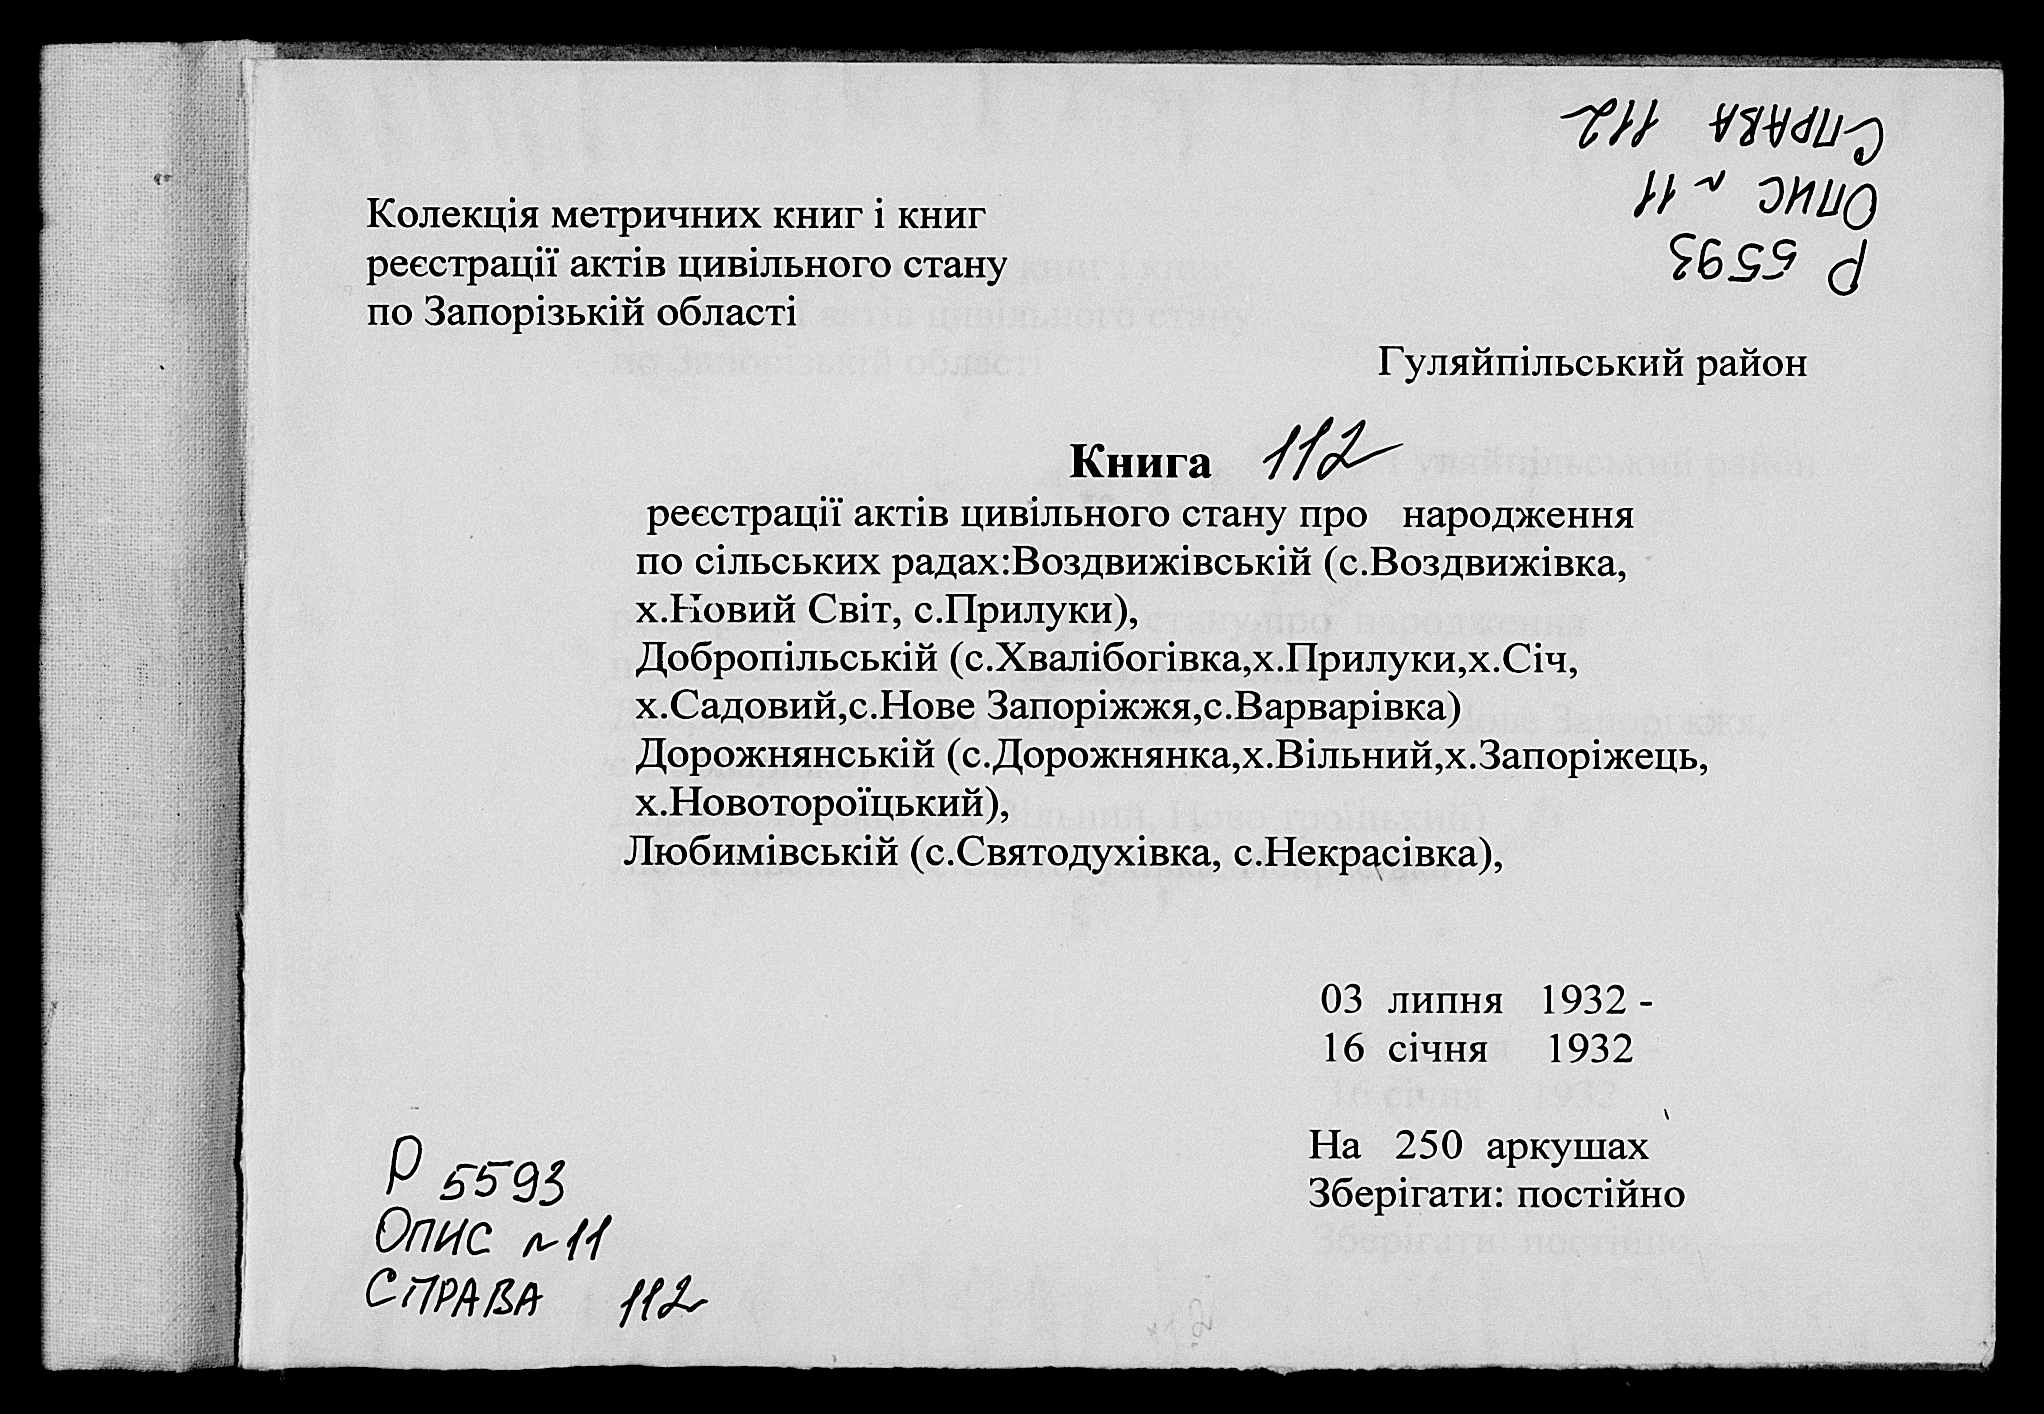 СПРАВА 112
ОПИС №11
Р 5593
Колекція метричних книг і книг
реєстрації актів цивільного стану
по Запорізькій області
Гуляйпільський район
Книга 112
реєстрації актів цивільного стану про народження
по сільських радах:Воздвижівській (с.Воздвижівка,
х.Новий Світ, с.Прилуки),
Добропільській (с.Хвалібогівка,х.Прилуки,х.Січ,
х.Садовий,с.Нове Запоріжжя,с.Варварівка)
Дорожнянській (с.Дорожнянка,х.Вільний,х.Запоріжець,
х.Новотороїцький),
Любимівській (с.Святодухівка, с.Некрасівка),
03 липня 1932 -
16 січня 1932
На 250 аркушах
Зберігати: постійно
Р 5593
ОПИС №11
СПРАВА 112